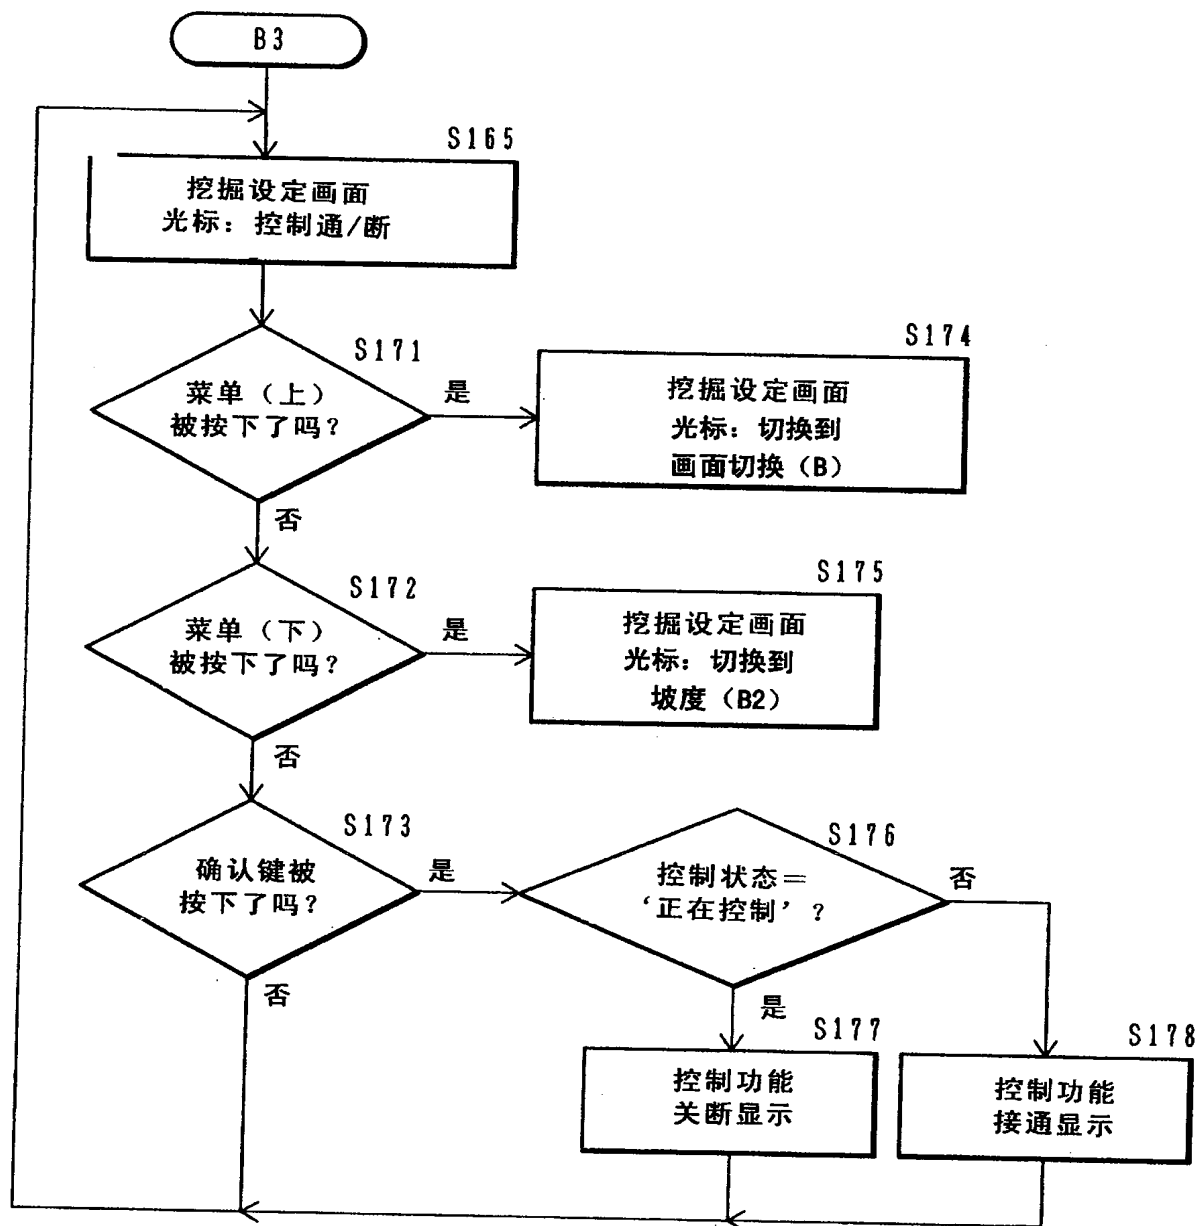 B3
S165
挖掘设定画面
光标：控制通/断
S171
菜单（上）
被按下了吗？
是
S174
挖掘设定画面
光标：切换到
画面切换（B）
否
S172
菜单（下）
被按下了吗？
是
S175
挖掘设定画面
光标：切换到
坡度（B2）
否
S173
确认键被
按下了吗？
是
S176
控制状态＝
‘正在控制’？
否
否
是
S177
控制功能
关断显示
S178
控制功能
接通显示